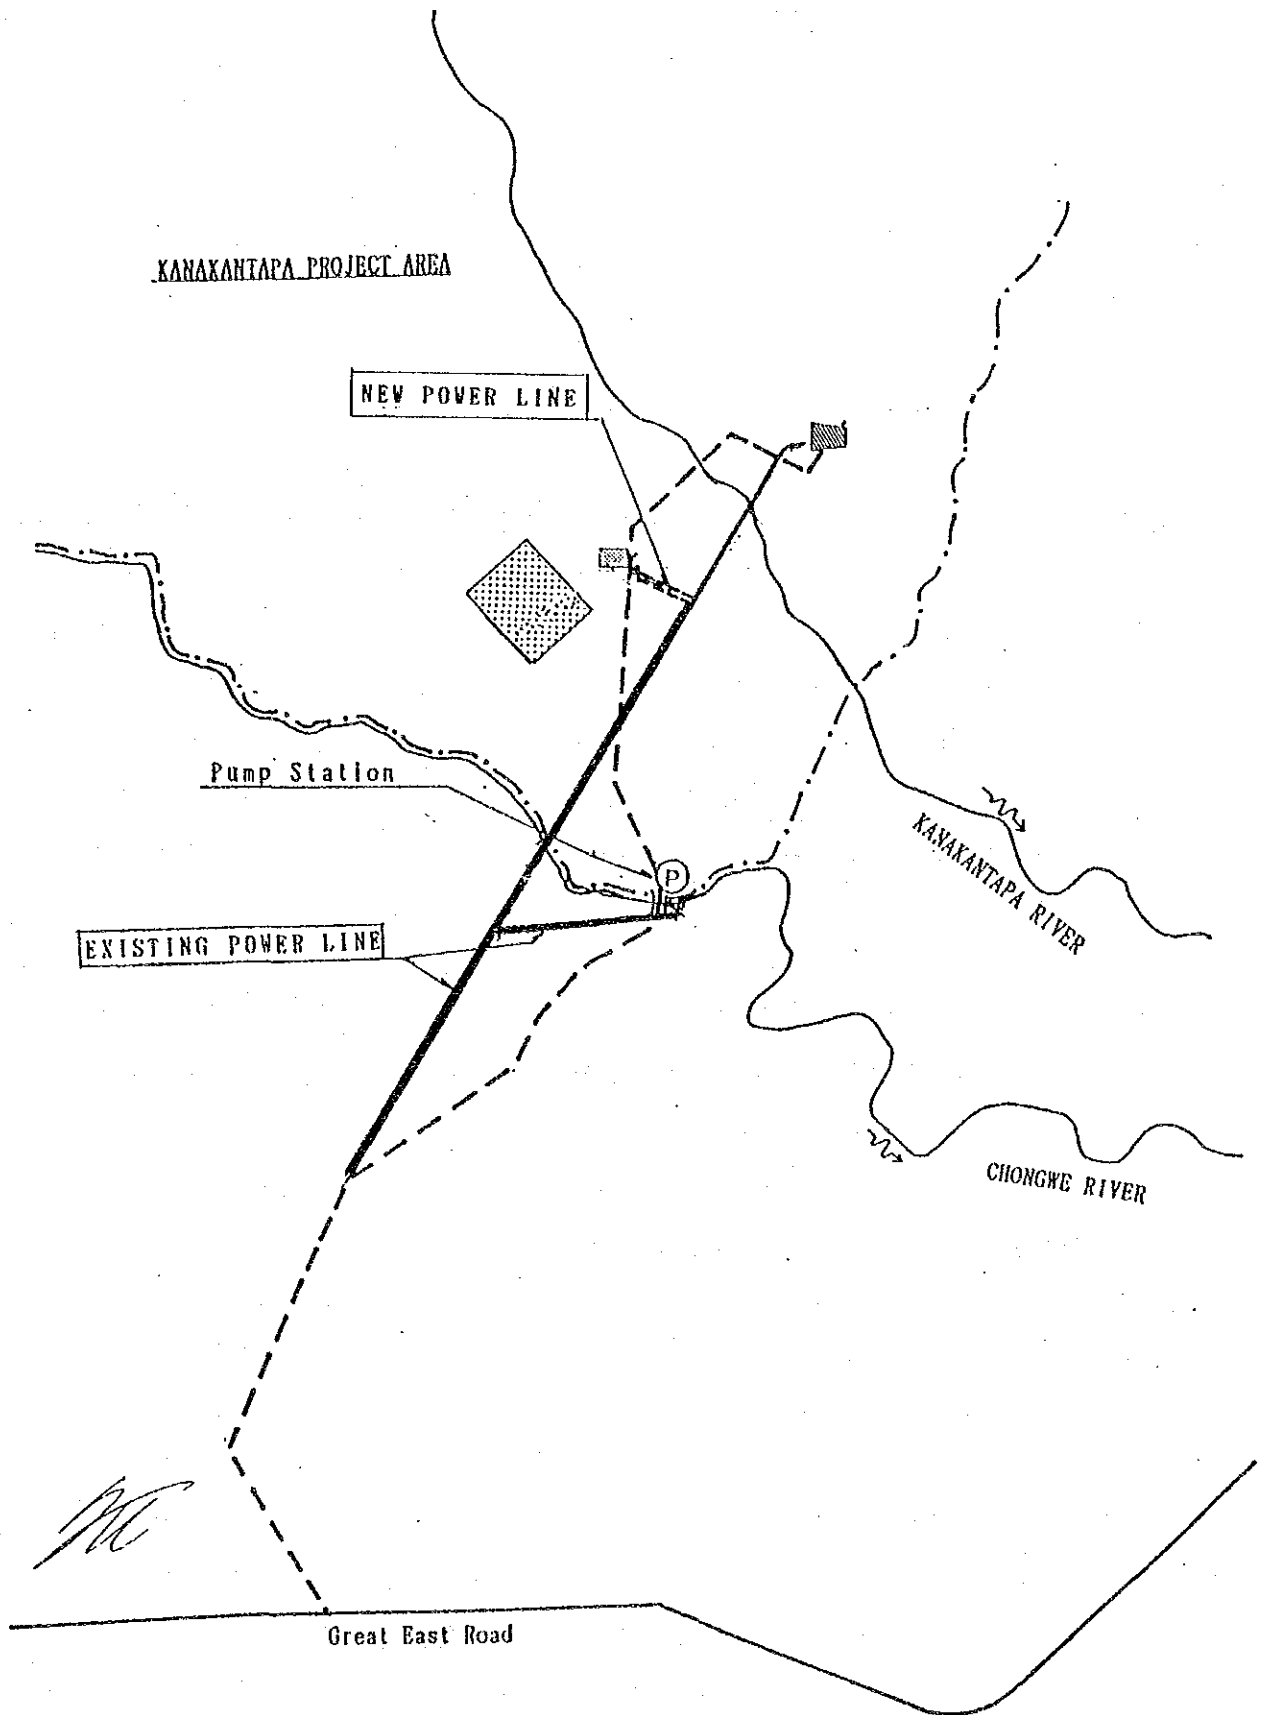 KANAKANTAPA PROJECT AREA
NEW POWER LINE
Pump Station
P
KANAKANTAPA RIVER
EXISTING POWER LINE
CHONGWE RIVER
Great East Road